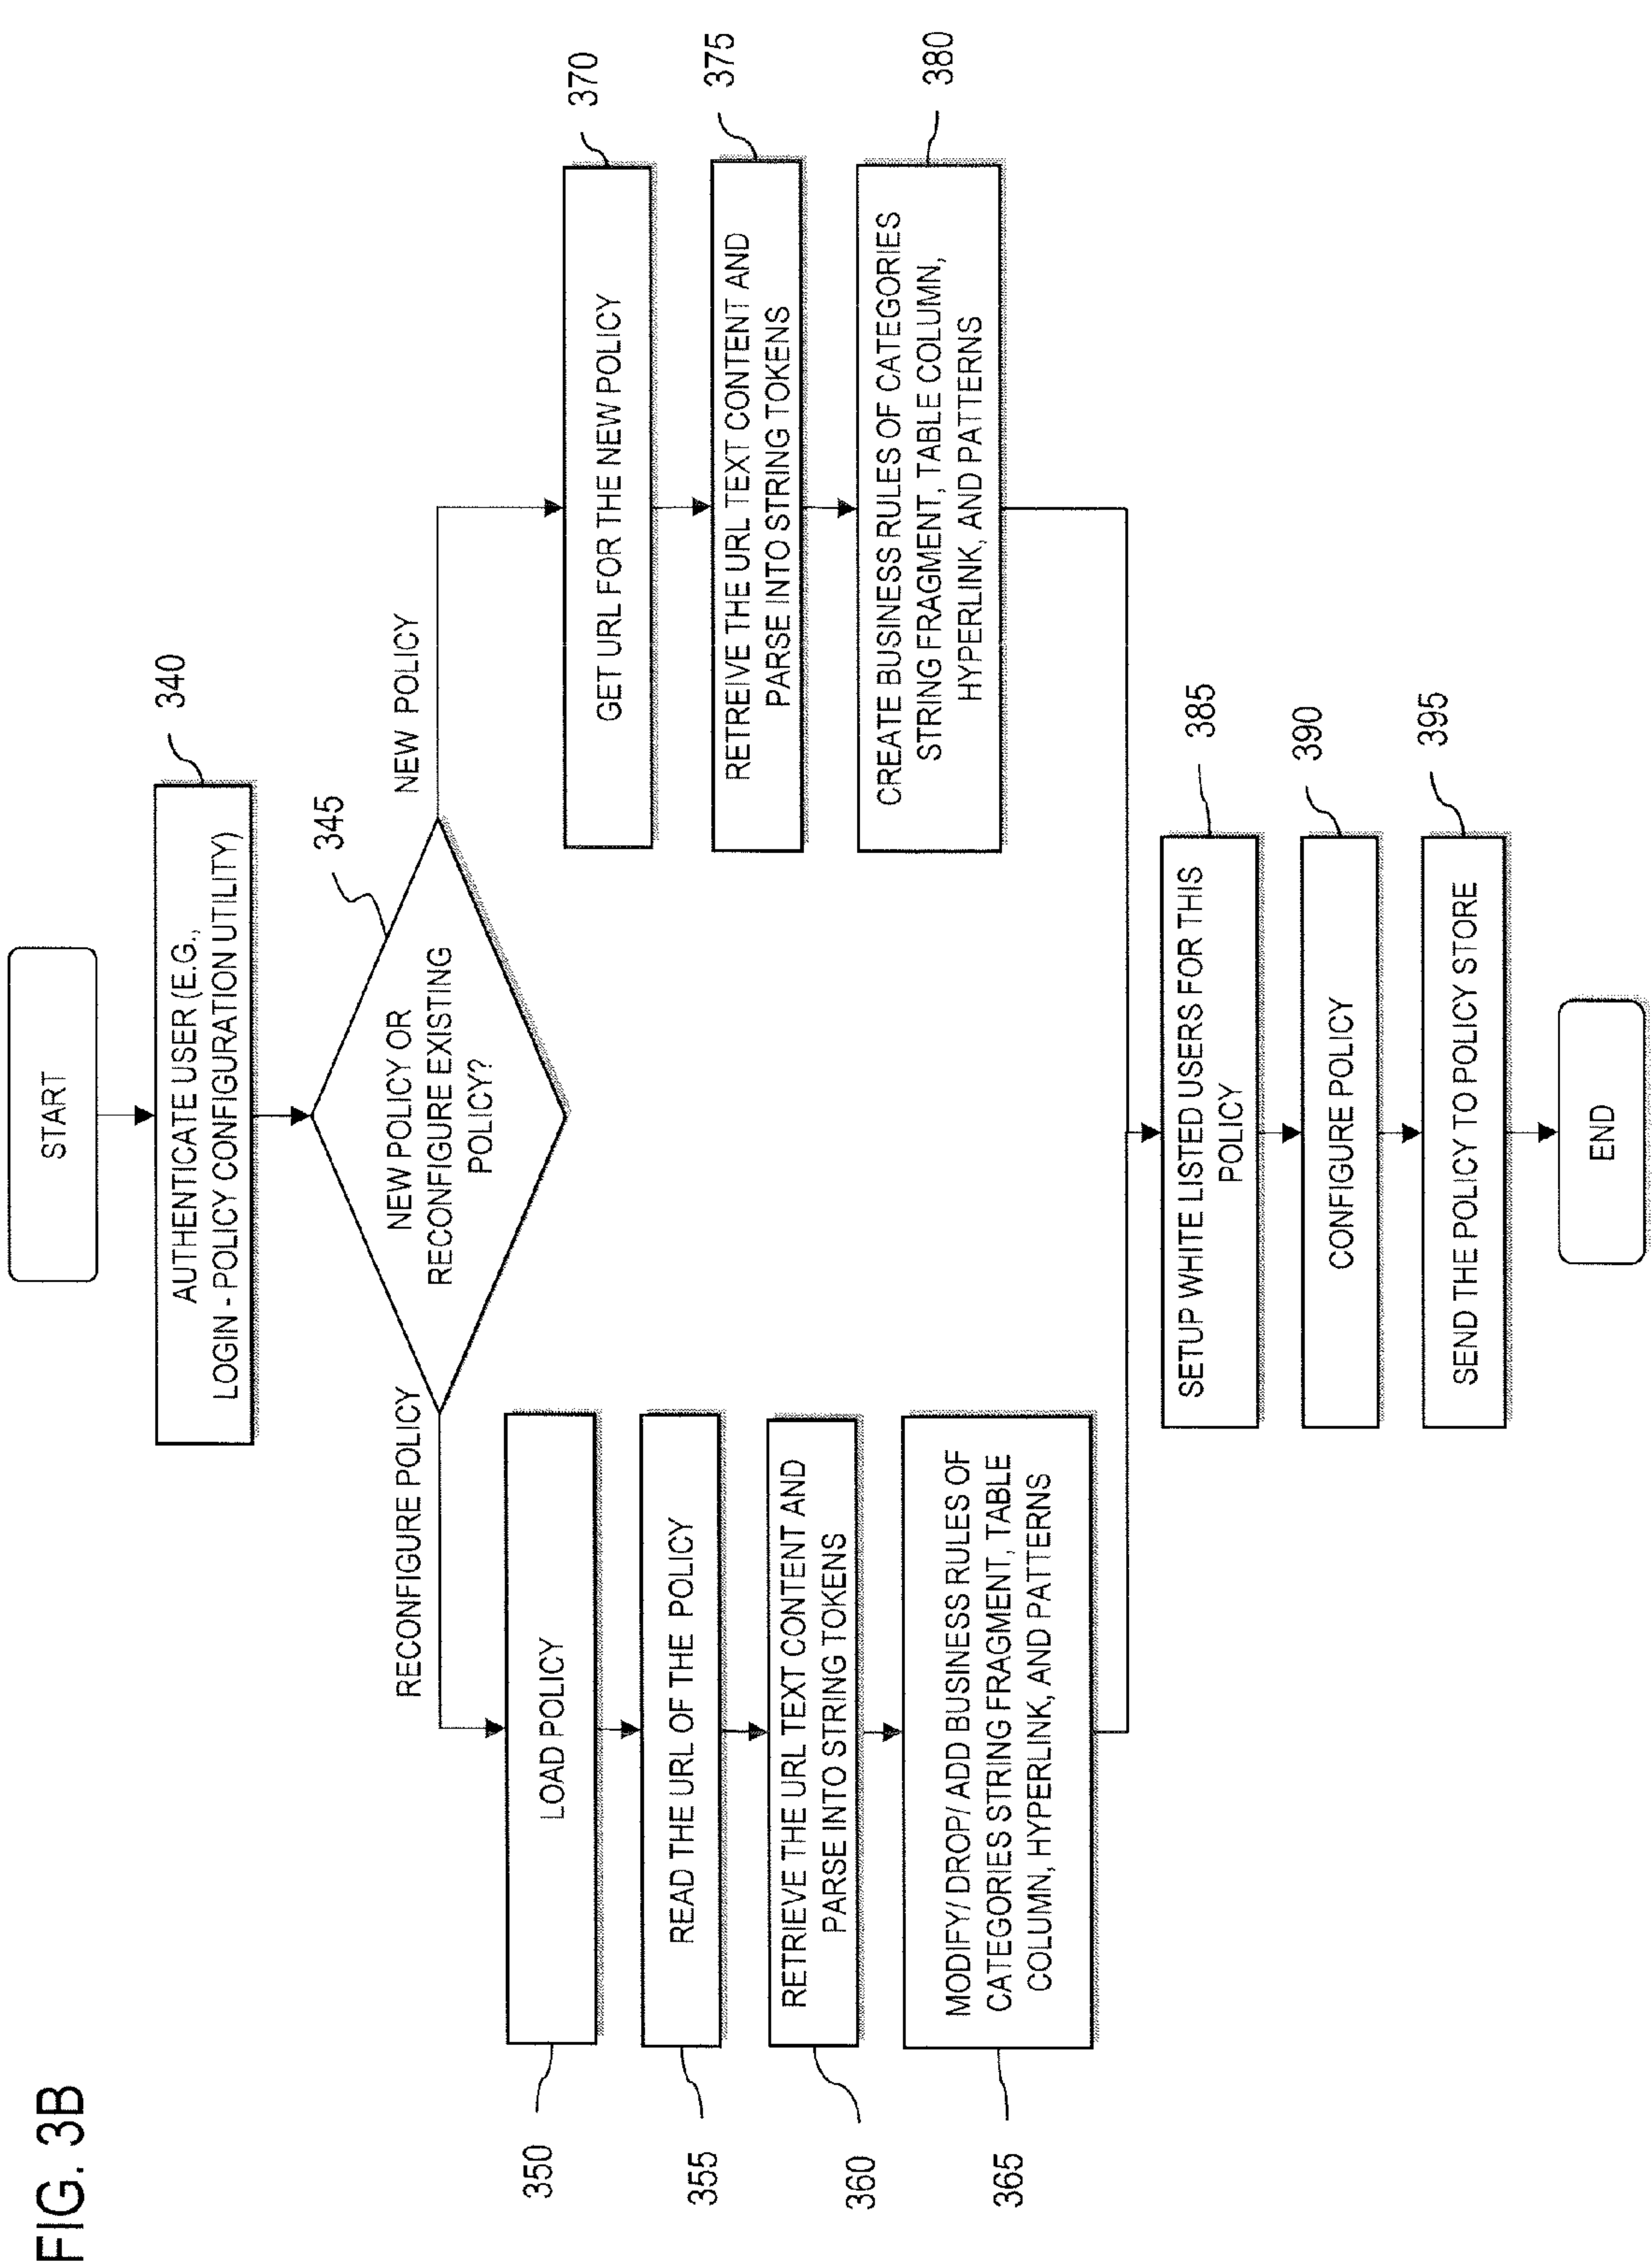 FIG. 3B
START
AUTHENTICATE USER (E.G.,
LOGIN - POLICY CONFIGURATION UTILITY)
340
NEW POLICY OR
RECONFIGURE EXISTING
POLICY?
345
RECONFIGURE POLICY
NEW POLICY
LOAD POLICY
350
READ THE URL OF THE POLICY
355
RETRIEVE THE URL TEXT CONTENT AND
PARSE INTO STRING TOKENS
360
MODIFY/ DROP/ ADD BUSINESS RULES OF
CATEGORIES STRING FRAGMENT, TABLE
COLUMN, HYPERLINK, AND PATTERNS
365
GET URL FOR THE NEW POLICY
370
RETREIVE THE URL TEXT CONTENT AND
PARSE INTO STRING TOKENS
375
CREATE BUSINESS RULES OF CATEGORIES
STRING FRAGMENT, TABLE COLUMN,
HYPERLINK, AND PATTERNS
380
SETUP WHITE LISTED USERS FOR THIS
POLICY
385
CONFIGURE POLICY
390
SEND THE POLICY TO POLICY STORE
395
END